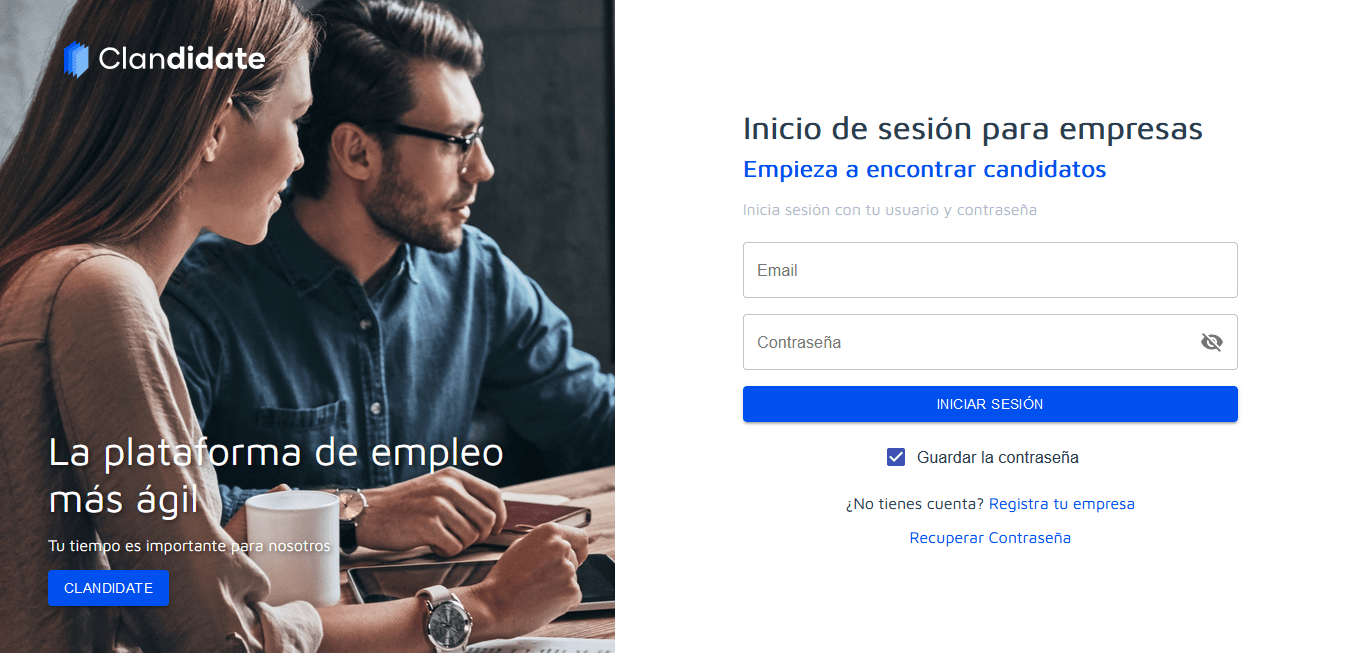 Clandidate
La plataforma de empleo
más ágil
Tu tiempo es importante para nosotros
CLANDIDATE
Inicio de sesión para empresas
Empieza a encontrar candidatos
Inicia sesión con tu usuario y contraseña
Email
Contraseña
INICIAR SESIÓN
Guardar la contraseña
¿No tienes cuenta? Registra tu empresa
Recuperar Contraseña